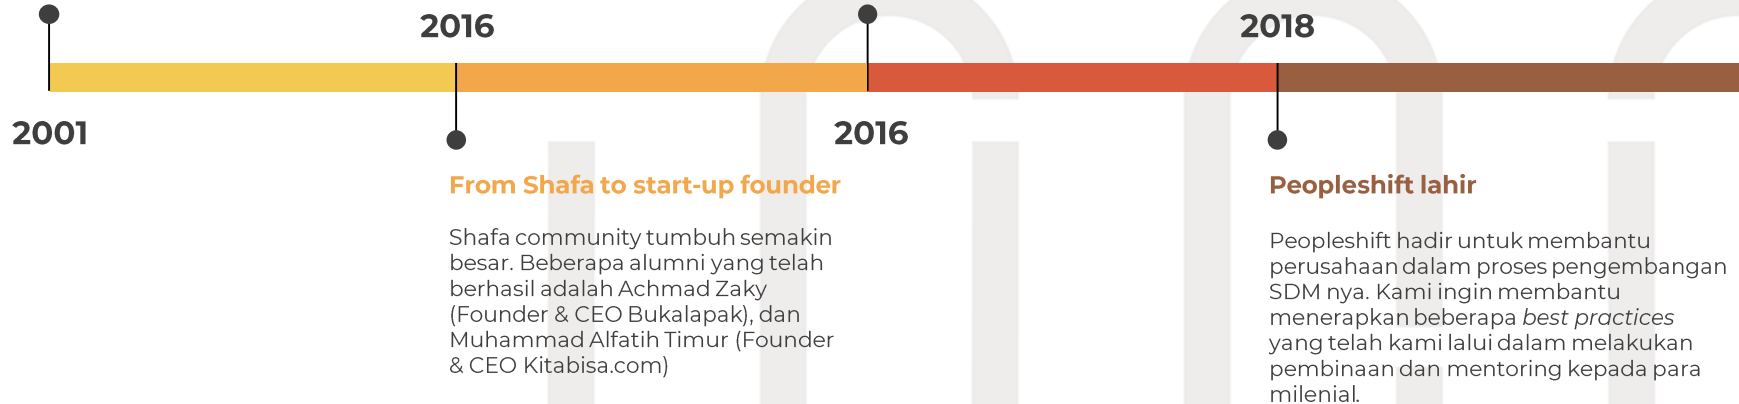 2016
2018
2001
2016
From Shafa to start-up founder
Shafa community tumbuh semakin
besar. Beberapa alumni yang telah
berhasil adalah Achmad Zaky
(Founder & CEO Bukalapak), dan
Muhammad Alfatih Timur (Founder
& CEO Kitabisa.com)
Peopleshift lahir
Peopleshift hadir untuk membantu
perusahaan dalam proses pengembangan
SDM nya. Kami ingin membantu
menerapkan beberapa best practices
yang telah kami lalui dalam melakukan
pembinaan dan mentoring kepada para
milenial.